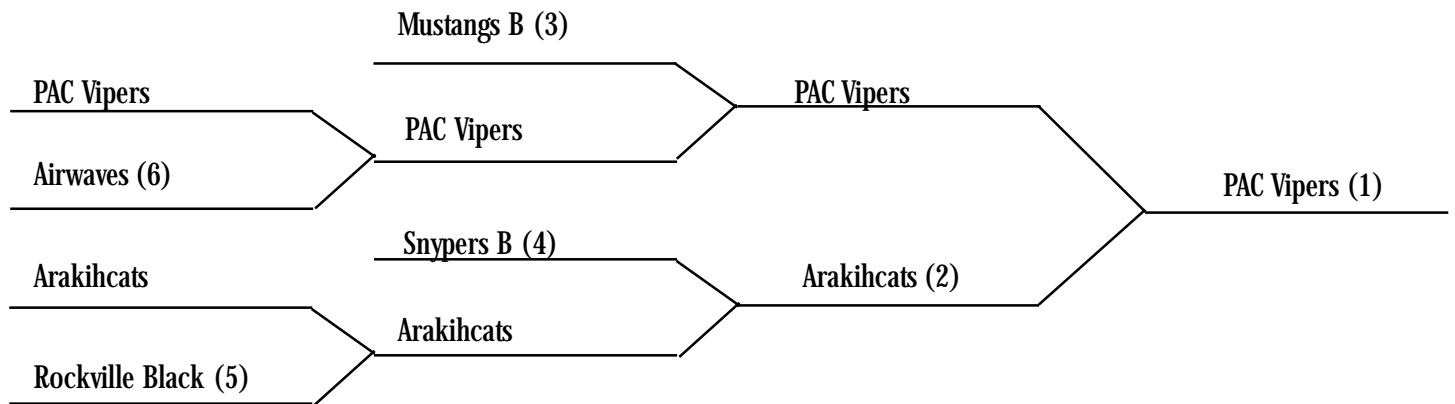 Mustangs B (3)
PAC Vipers
PAC Vipers
PAC Vipers
Airwaves (6)
PAC Vipers (1)
Snypers B (4)
Arakihcats
Arakihcats (2)
Arakihcats
Rockville Black (5)